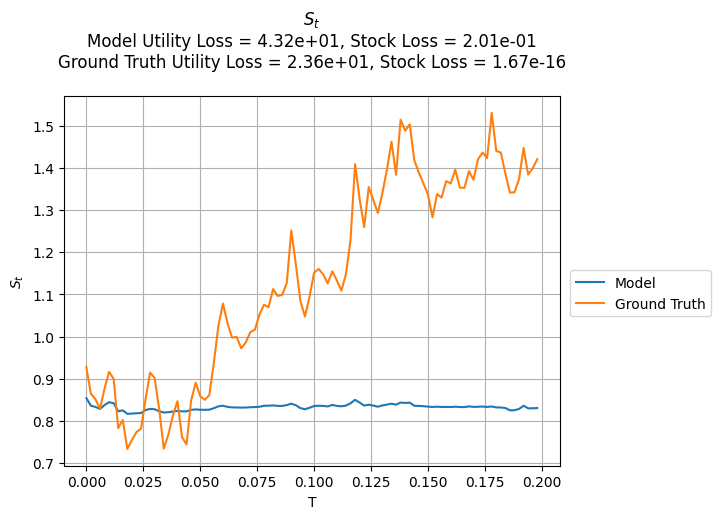 S_t
Model Utility Loss = 4.32e+01, Stock Loss = 2.01e-01
Ground Truth Utility Loss = 2.36e+01, Stock Loss = 1.67e-16
1.5
1.4
1.3
1.2
1.1
1.0
0.9
0.8
0.7
S_t
0.000 0.025 0.050 0.075 0.100 0.125 0.150 0.175 0.200
T
Model
Ground Truth